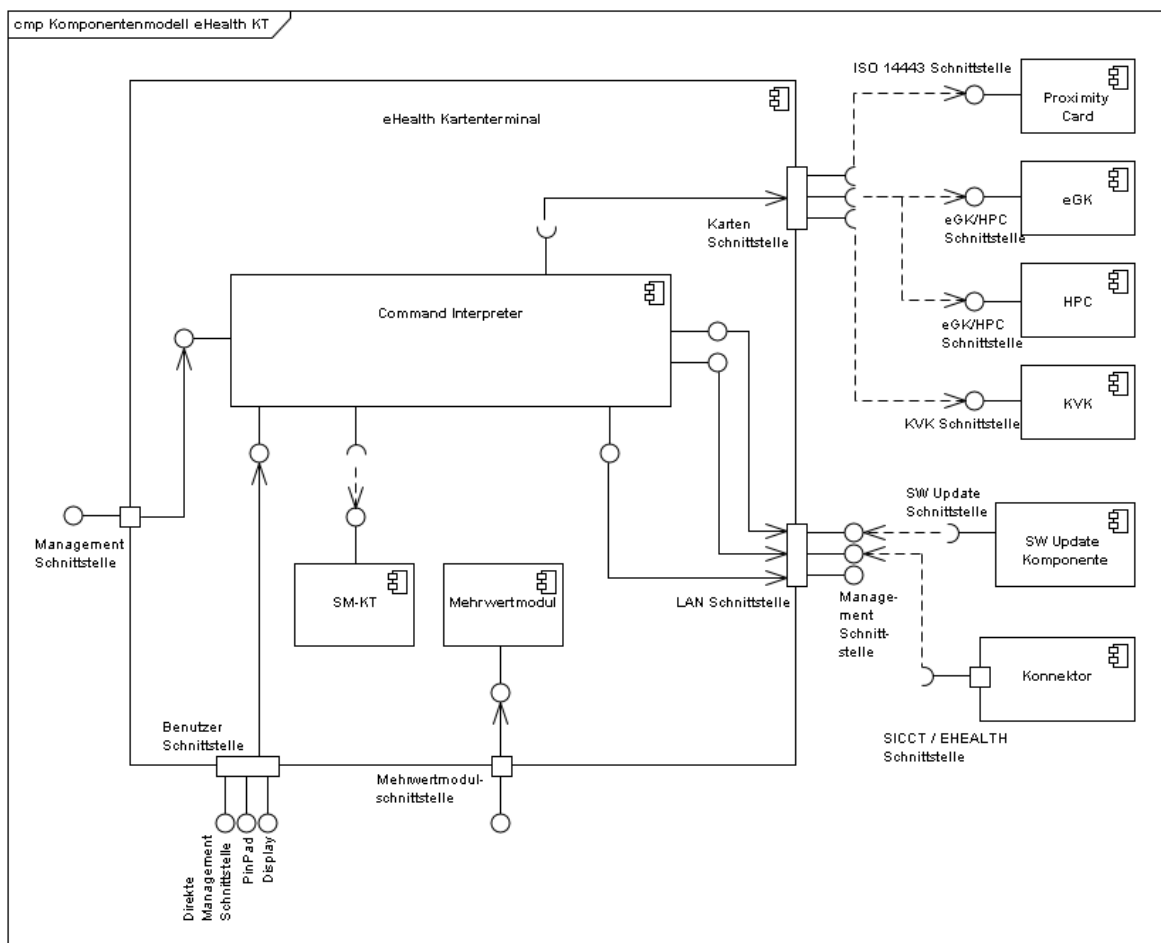 cmp Komponentenmodell eHealth KT
ISO 14443 Schnittstelle
Proximity
Card
eHealth Kartenterminal
eGK
eGK/HPC
Schnittstelle
Karten
Schnittstelle
HPC
eGK/HPC
Schnittstelle
Command Interpreter
KVK
KVK Schnittstelle
SW Update
Schnittstelle
SW Update
Komponente
Management
Schnittstelle
SM-KT
Mehrwertmodul
LAN Schnittstelle
Manage-
ment
Schnitt-
stelle
Konnektor
SICCT / EHEALTH
Schnittstelle
Benutzer
Schnittstelle
Mehrwertmodul-
schnittstelle
Direkte
Management
Schnittstelle
PinPad
Display